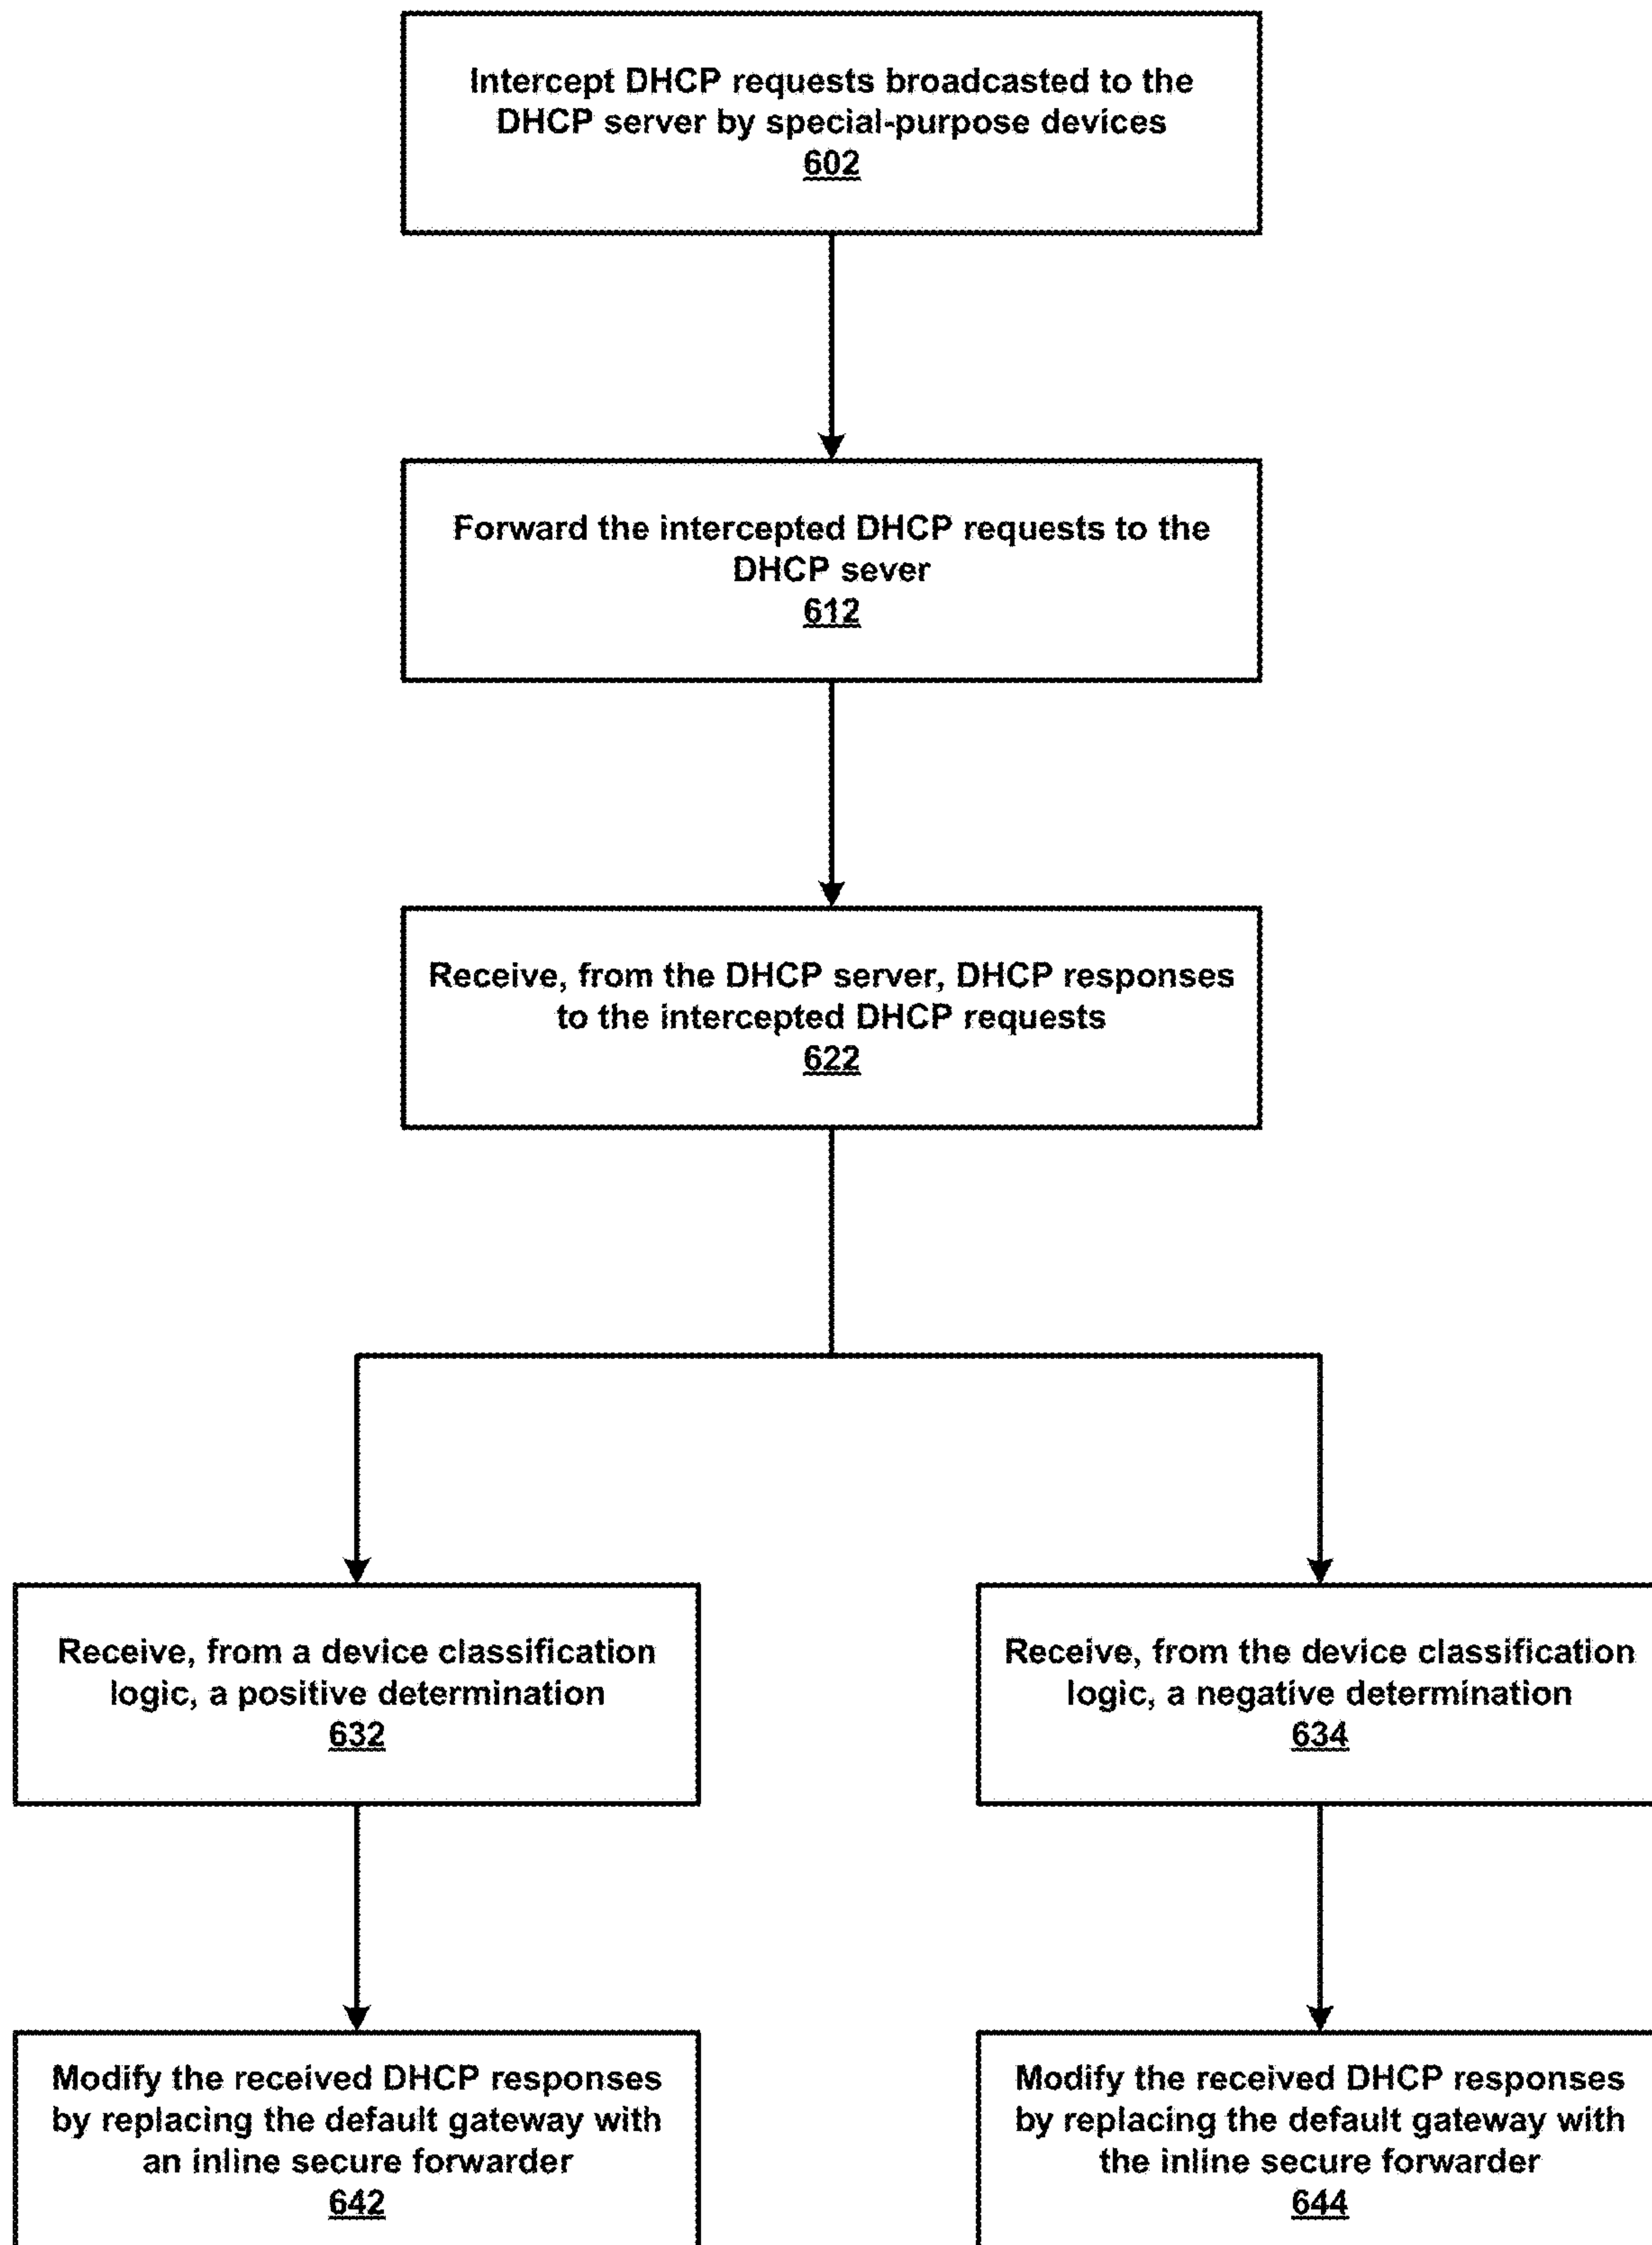 Intercept DHCP requests broadcasted to the
DHCP server by special-purpose devices
602
Forward the intercepted DHCP requests to the
DHCP sever
612
Receive, from the DHCP server, DHCP responses
to the intercepted DHCP requests
622
Receive, from a device classification
logic, a positive determination
632
Receive, from the device classification
logic, a negative determination
634
Modify the received DHCP responses
by replacing the default gateway with
an inline secure forwarder
642
Modify the received DHCP responses
by replacing the default gateway with
the inline secure forwarder
644